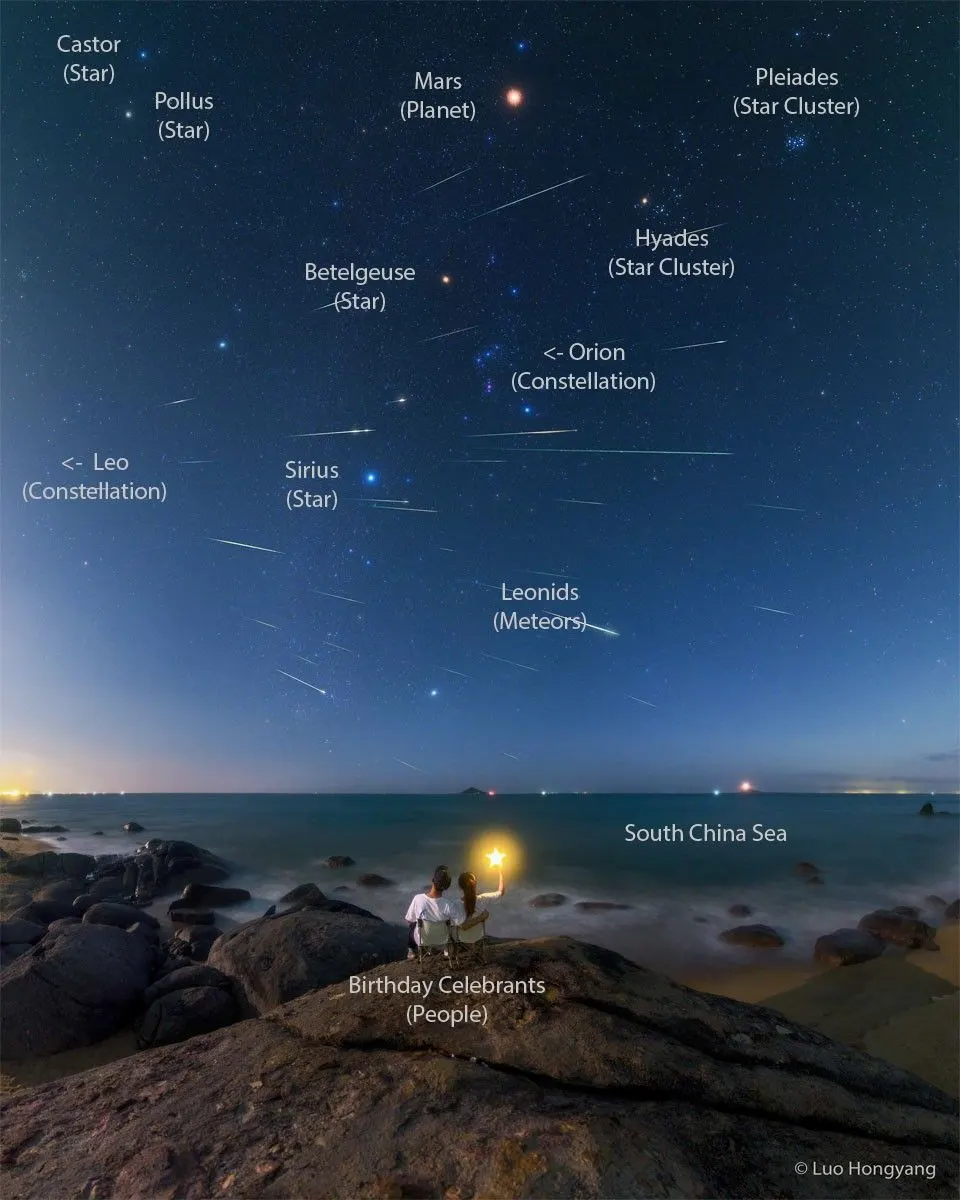 Castor
(Star)
Pollus
(Star)
Mars
(Planet)
Pleiades
(Star Cluster)
Hyades
(Star Cluster)
Betelgeuse
(Star)
<- Orion
(Constellation)
<- Leo
(Constellation)
Sirius
(Star)
Leonids
(Meteors)
South China Sea
Birthday Celebrants
(People)
© Luo Hongyang